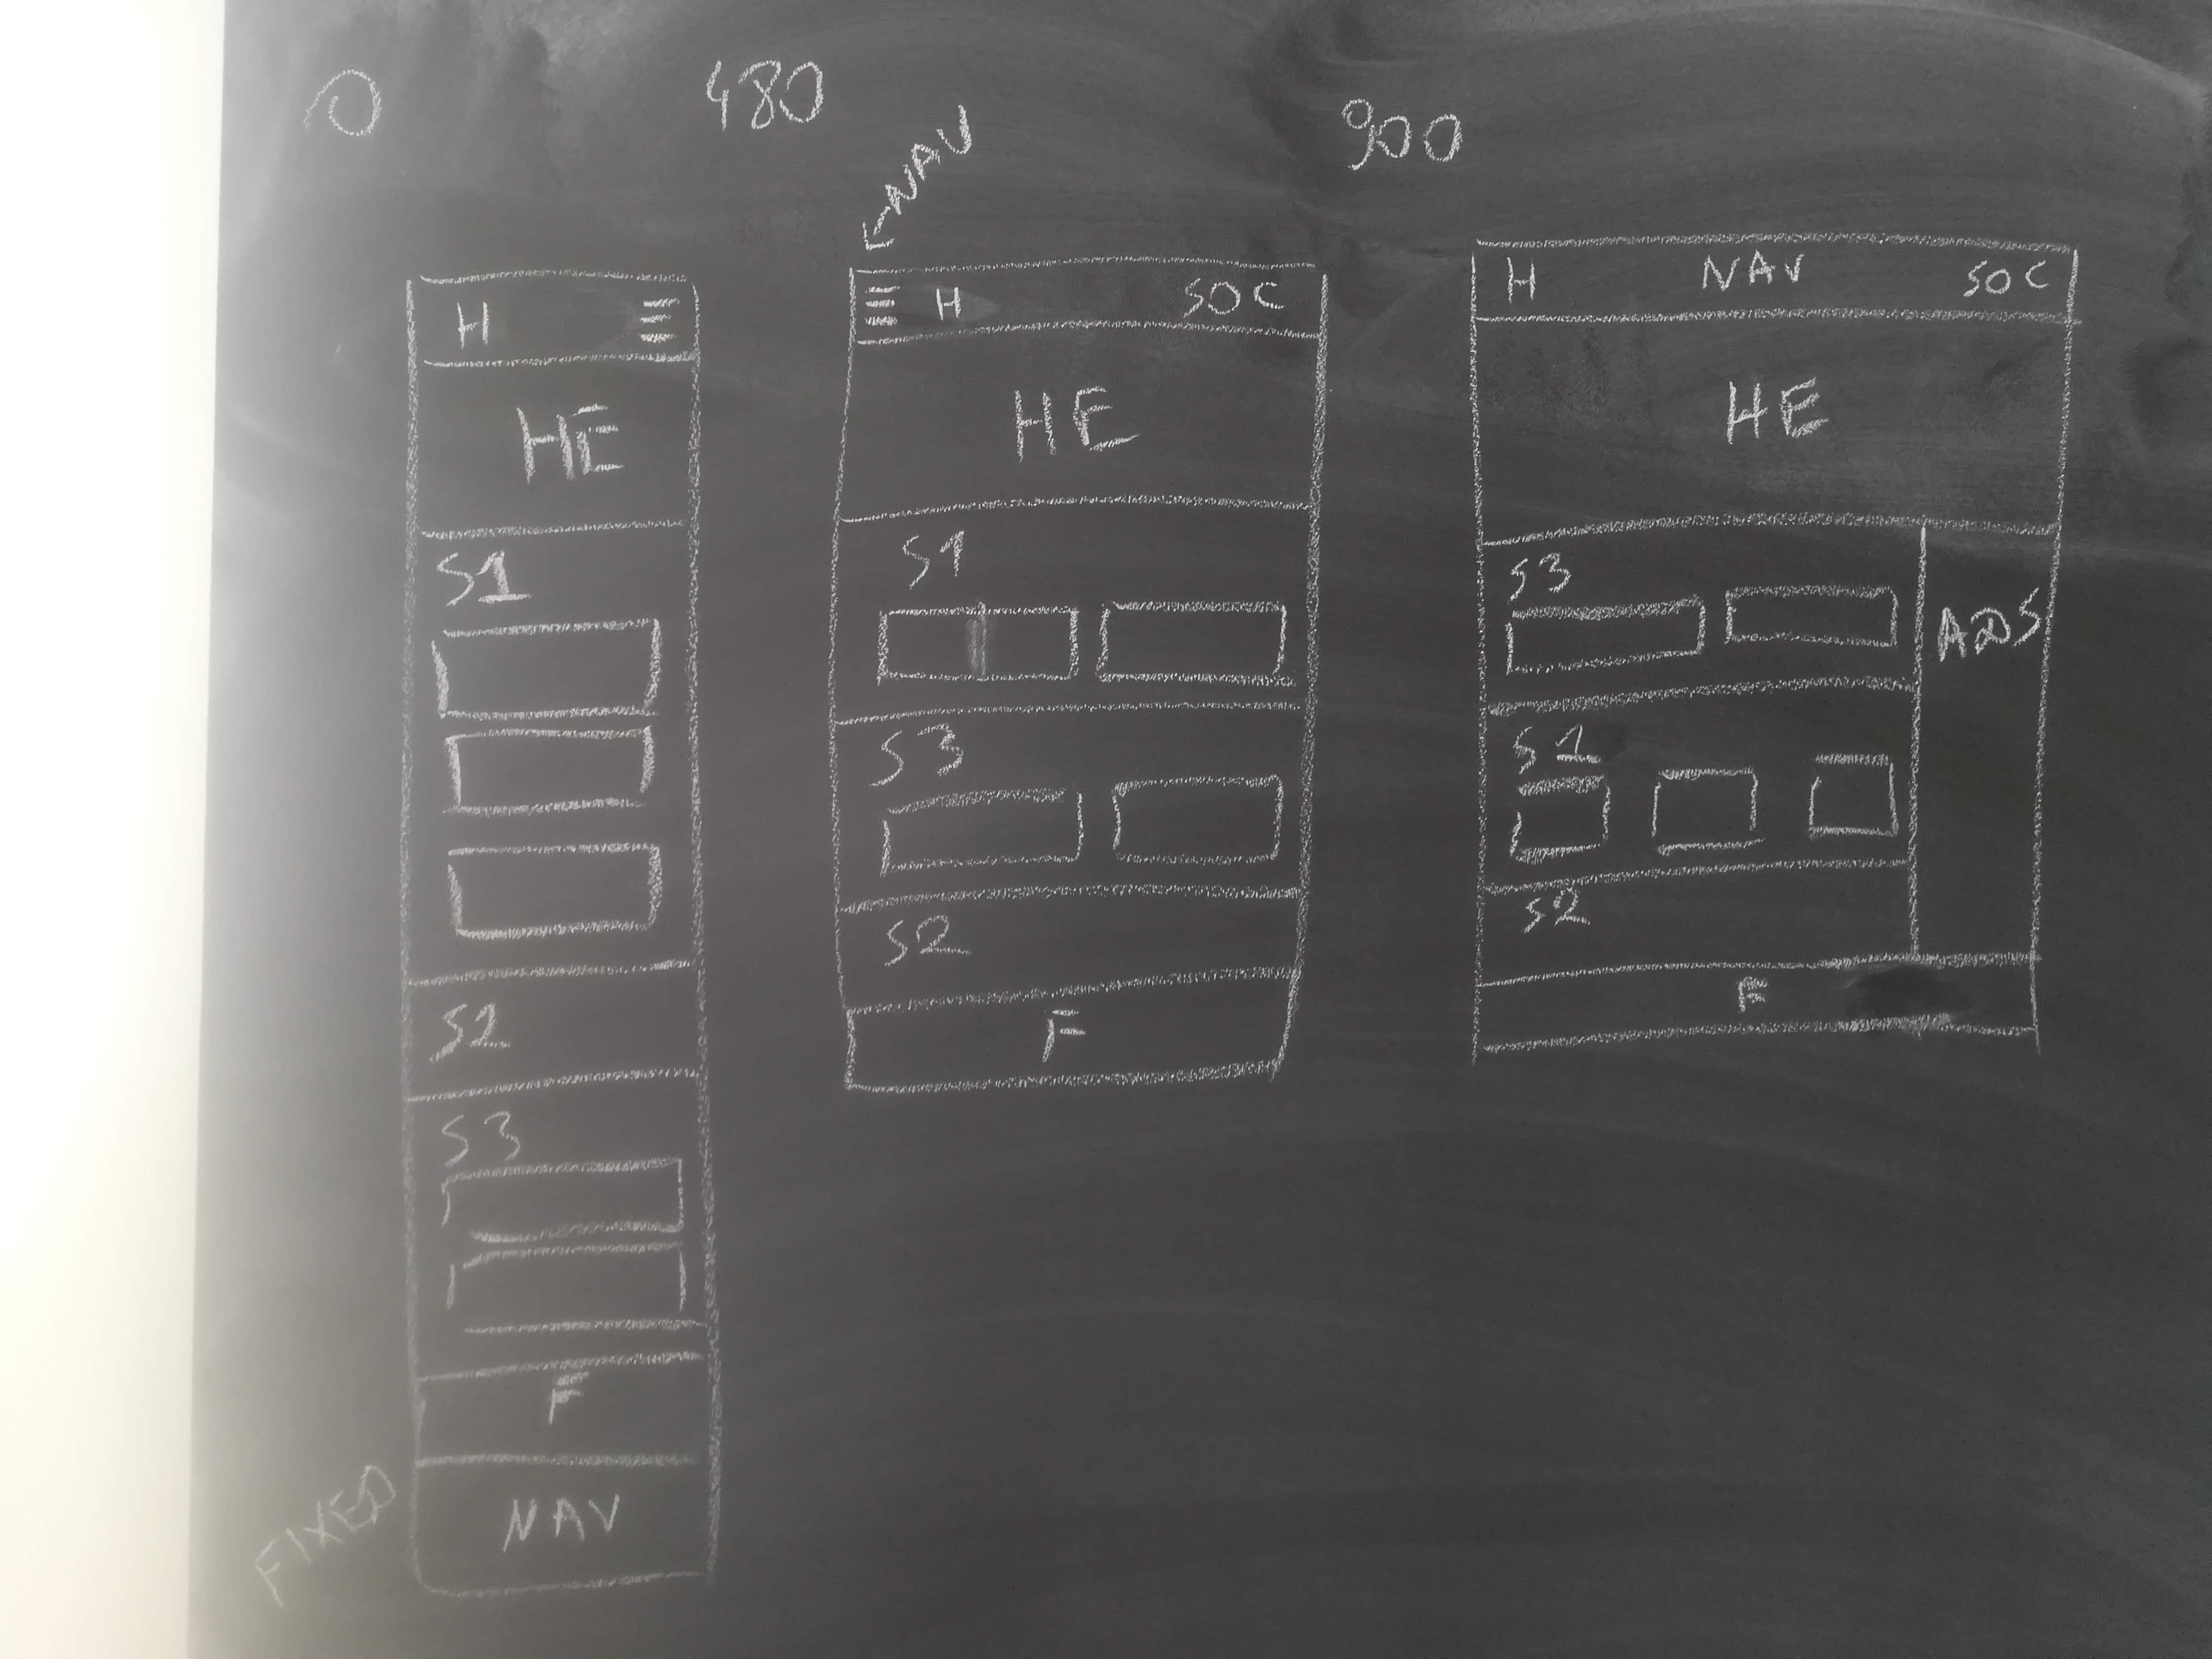 0
480
900
H
HE
S1
S2
S3
F
NAV
FIXED
← NAV
H SOC
HE
S1
S3
S2
F
H NAV SOC
HE
S3
ADS
S1
S2
F